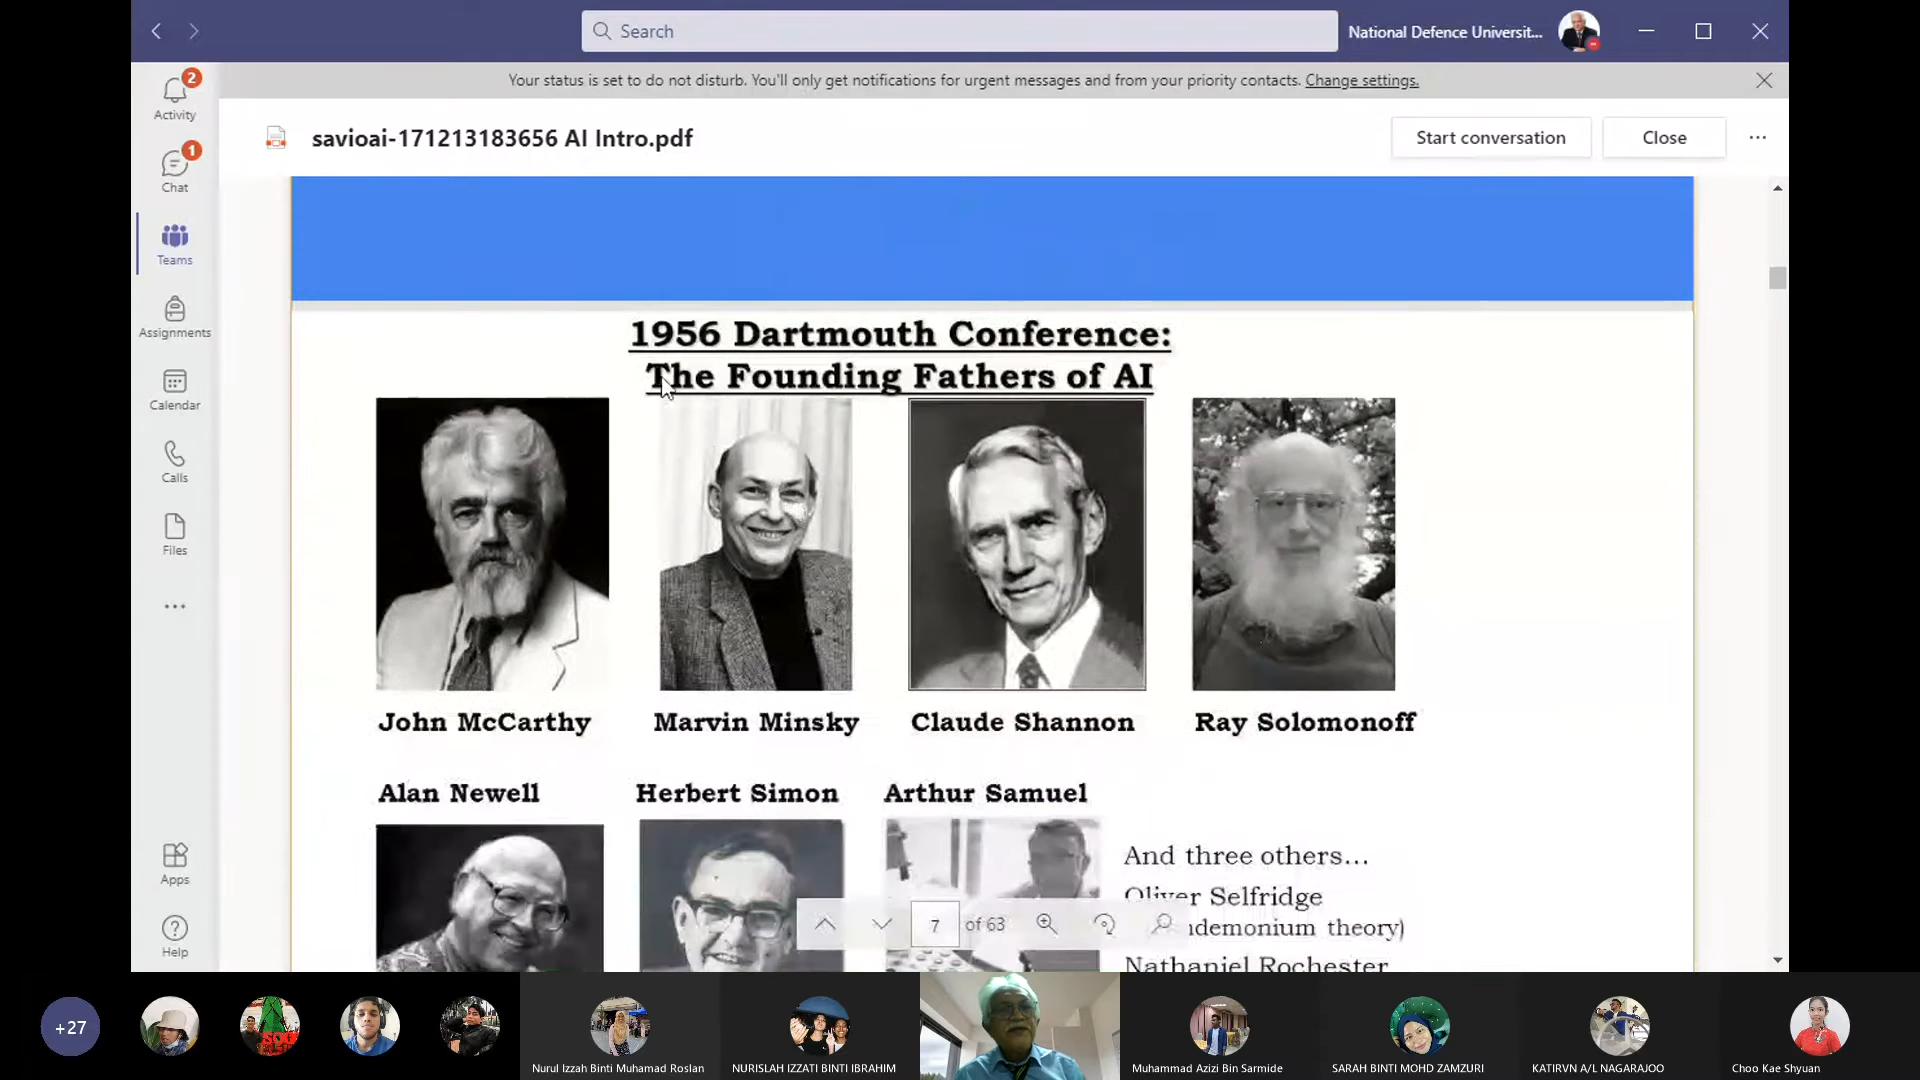 Search
National Defence Universit...
Your status is set to do not disturb. You'll only get notifications for urgent messages and from your priority contacts. Change settings.
2
Activity
1
Chat
Teams
Assignments
Calendar
Calls
Files
Apps
Help
savioai-171213183656 AI Intro.pdf
Start conversation
Close
1956 Dartmouth Conference:
The Founding Fathers of AI
John McCarthy
Marvin Minsky
Claude Shannon
Ray Solomonoff
Alan Newell
Herbert Simon
Arthur Samuel
And three others...
Oliver Selfridge
ndemonium theory)
Nathaniel Rochester
7 of 63
+27
Nurul Izzah Binti Muhamad Roslan
NURISLAH IZZATI BINTI IBRAHIM
Muhammad Azizi Bin Sarmide
SARAH BINTI MOHD ZAMZURI
KATIRVN A/L NAGARAJOO
Choo Kae Shyuan